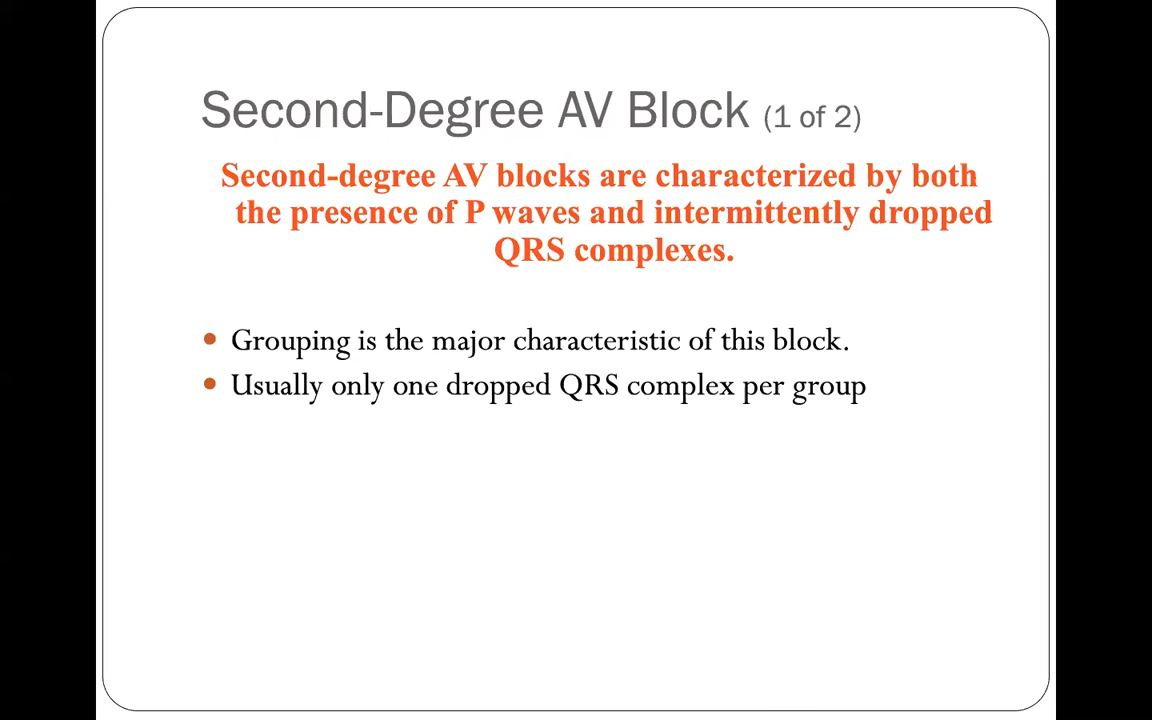 Second-Degree AV Block (1 of 2)
Second-degree AV blocks are characterized by both
the presence of P waves and intermittently dropped
QRS complexes.
• Grouping is the major characteristic of this block.
• Usually only one dropped QRS complex per group